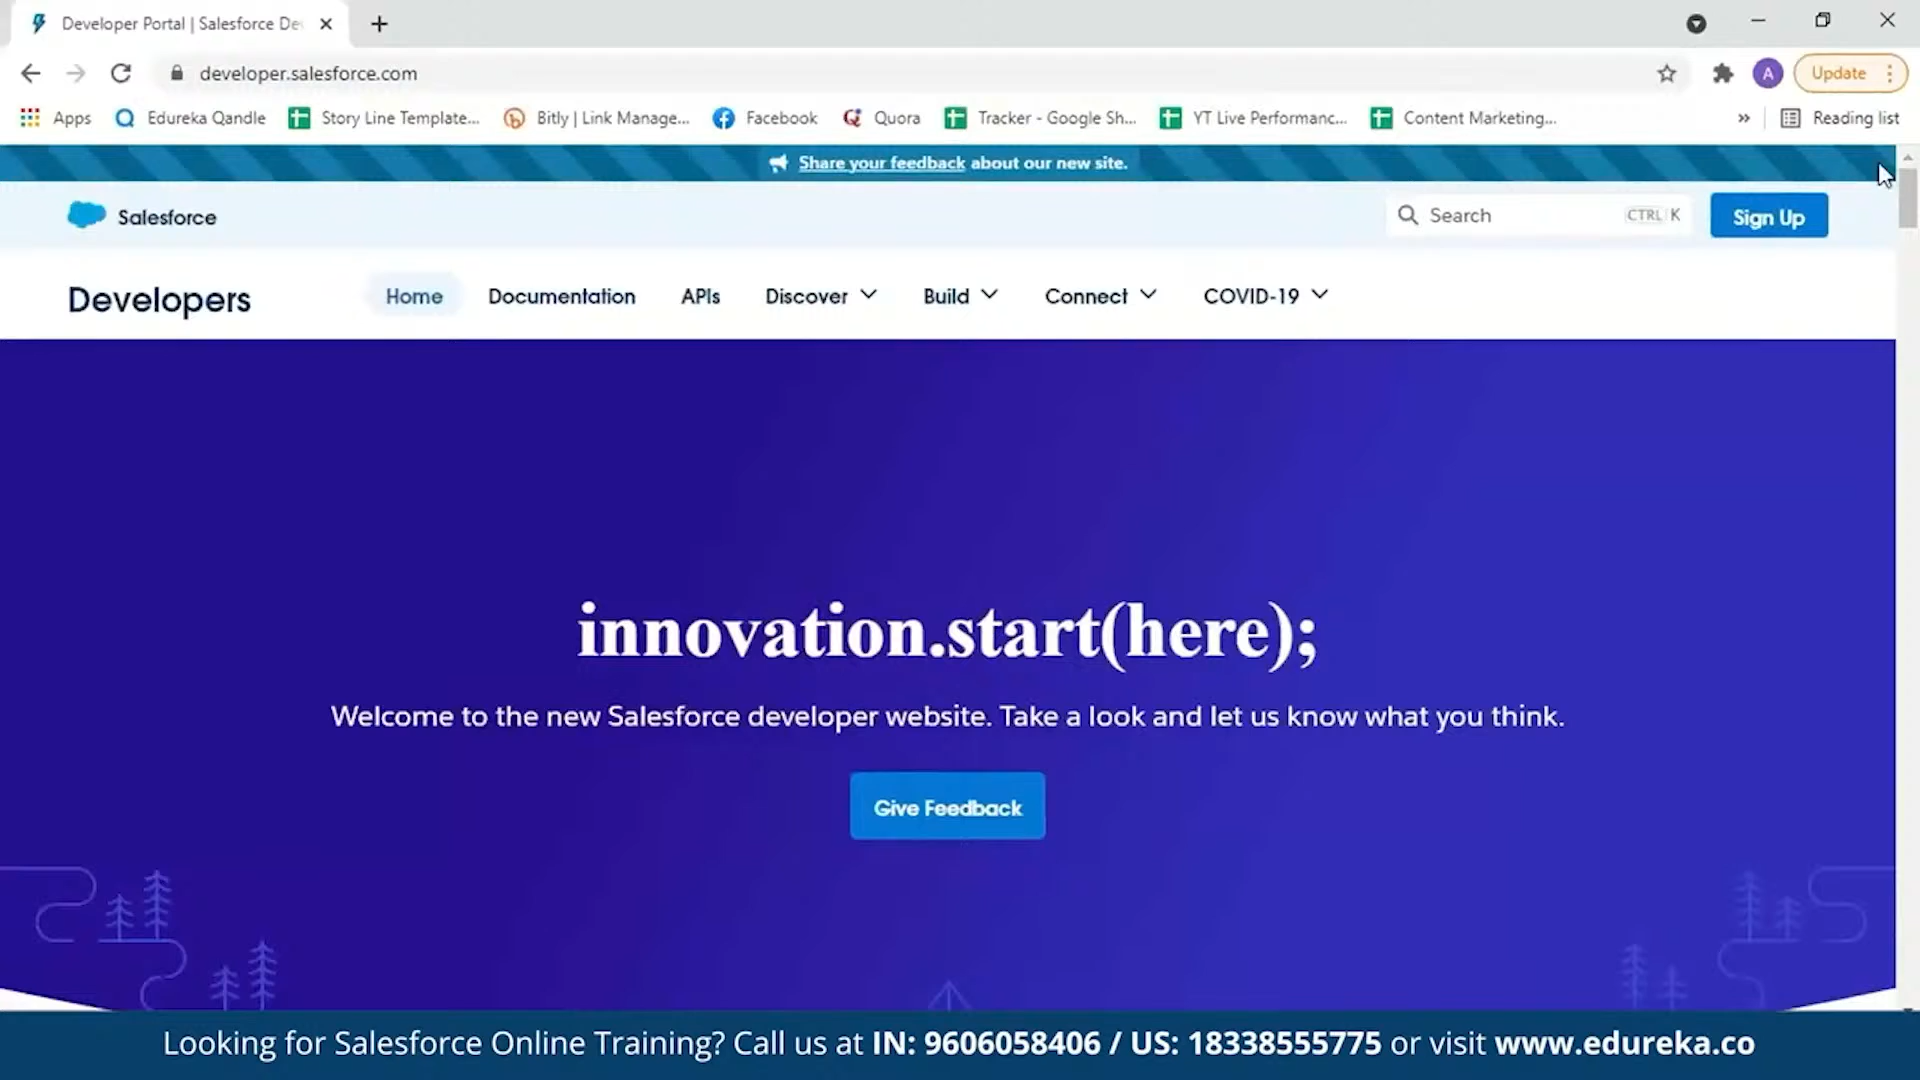 Developer Portal | Salesforce De
developer.salesforce.com
A
Update
Apps
Edureka Qandle
Story Line Template...
Bitly | Link Manage...
Facebook
Quora
Tracker - Google Sh...
YT Live Performanc...
Content Marketing...
»
Reading list
Share your feedback about our new site.
Salesforce
Search
CTRL K
Sign Up
Developers
Home
Documentation
APIs
Discover
Build
Connect
COVID-19
innovation.start(here);
Welcome to the new Salesforce developer website. Take a look and let us know what you think.
Give Feedback
Looking for Salesforce Online Training? Call us at IN: 9606058406 / US: 18338555775 or visit www.edureka.co